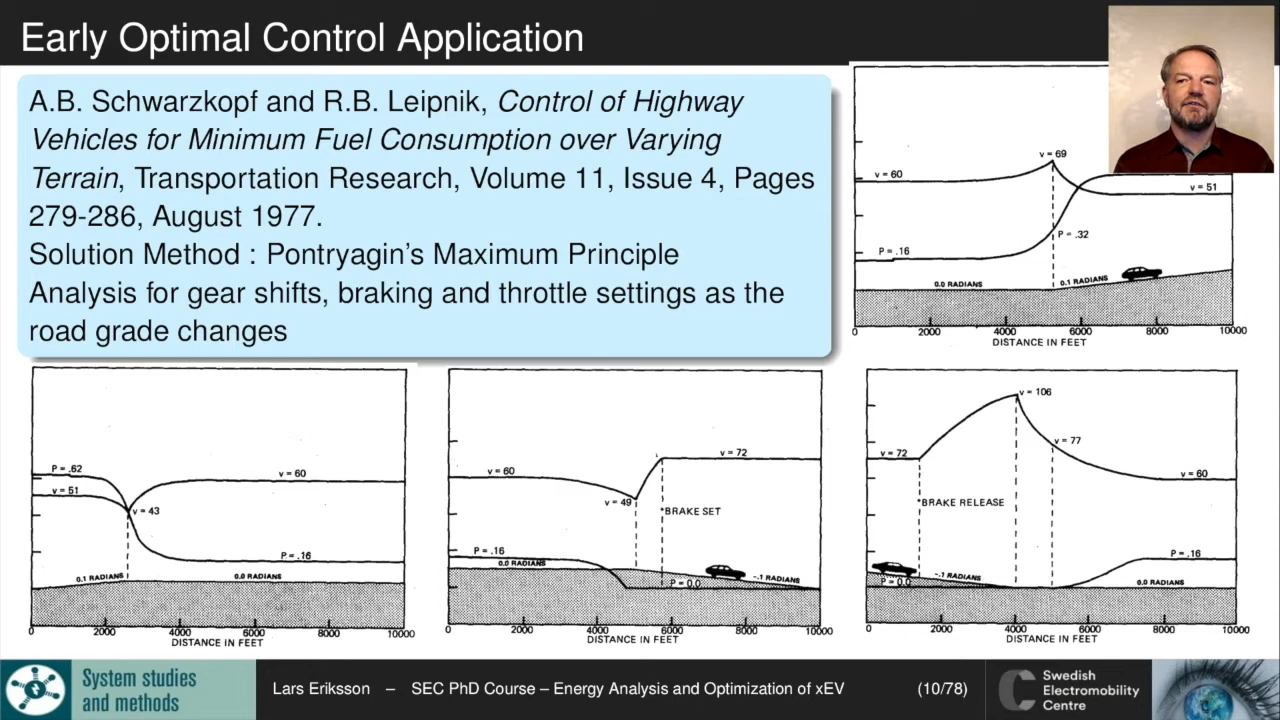 Early Optimal Control Application
A.B. Schwarzkopf and R.B. Leipnik, Control of Highway
Vehicles for Minimum Fuel Consumption over Varying
Terrain, Transportation Research, Volume 11, Issue 4, Pages
279-286, August 1977.
Solution Method : Pontryagin's Maximum Principle
Analysis for gear shifts, braking and throttle settings as the
road grade changes
v = 69
v = 60
v = 51
P = .32
P = .16
0.0 RADIANS
0.1 RADIANS
0 2000 4000 6000 8000 10000
DISTANCE IN FEET
P = .62
v = 60
v = 51
v = 43
P = .16
0.1 RADIANS
0.0 RADIANS
0 2000 4000 6000 8000 10000
DISTANCE IN FEET
v = 72
v = 60
v = 49
*BRAKE SET
P = .16
0.0 RADIANS
-.1 RADIANS
P = 0.0
0 2000 4000 6000 8000 10000
DISTANCE IN FEET
v = 106
v = 77
v = 72
v = 60
*BRAKE RELEASE
P = .16
-.1 RADIANS
0.0 RADIANS
P = 0.0
0 2000 4000 6000 8000 10000
DISTANCE IN FEET
System studies
and methods
Lars Eriksson – SEC PhD Course – Energy Analysis and Optimization of xEV
(10/78)
Swedish
Electromobility
Centre